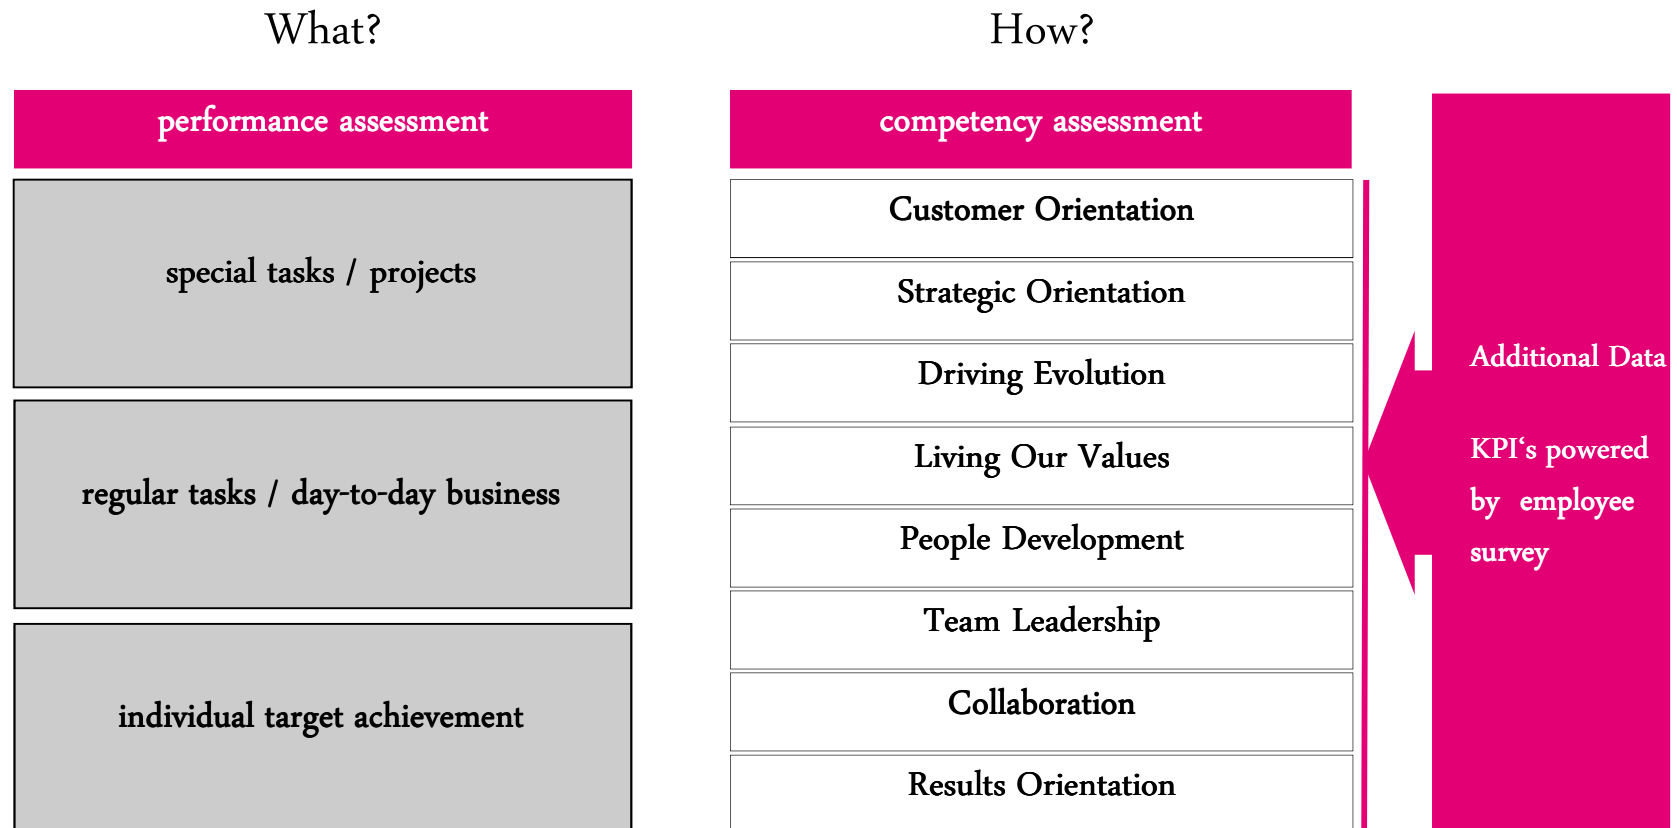 What?
performance assessment
special tasks / projects
regular tasks / day-to-day business
individual target achievement
How?
competency assessment
Customer Orientation
Strategic Orientation
Driving Evolution
Living Our Values
People Development
Team Leadership
Collaboration
Results Orientation
Additional Data
KPI‘s powered
by employee
survey